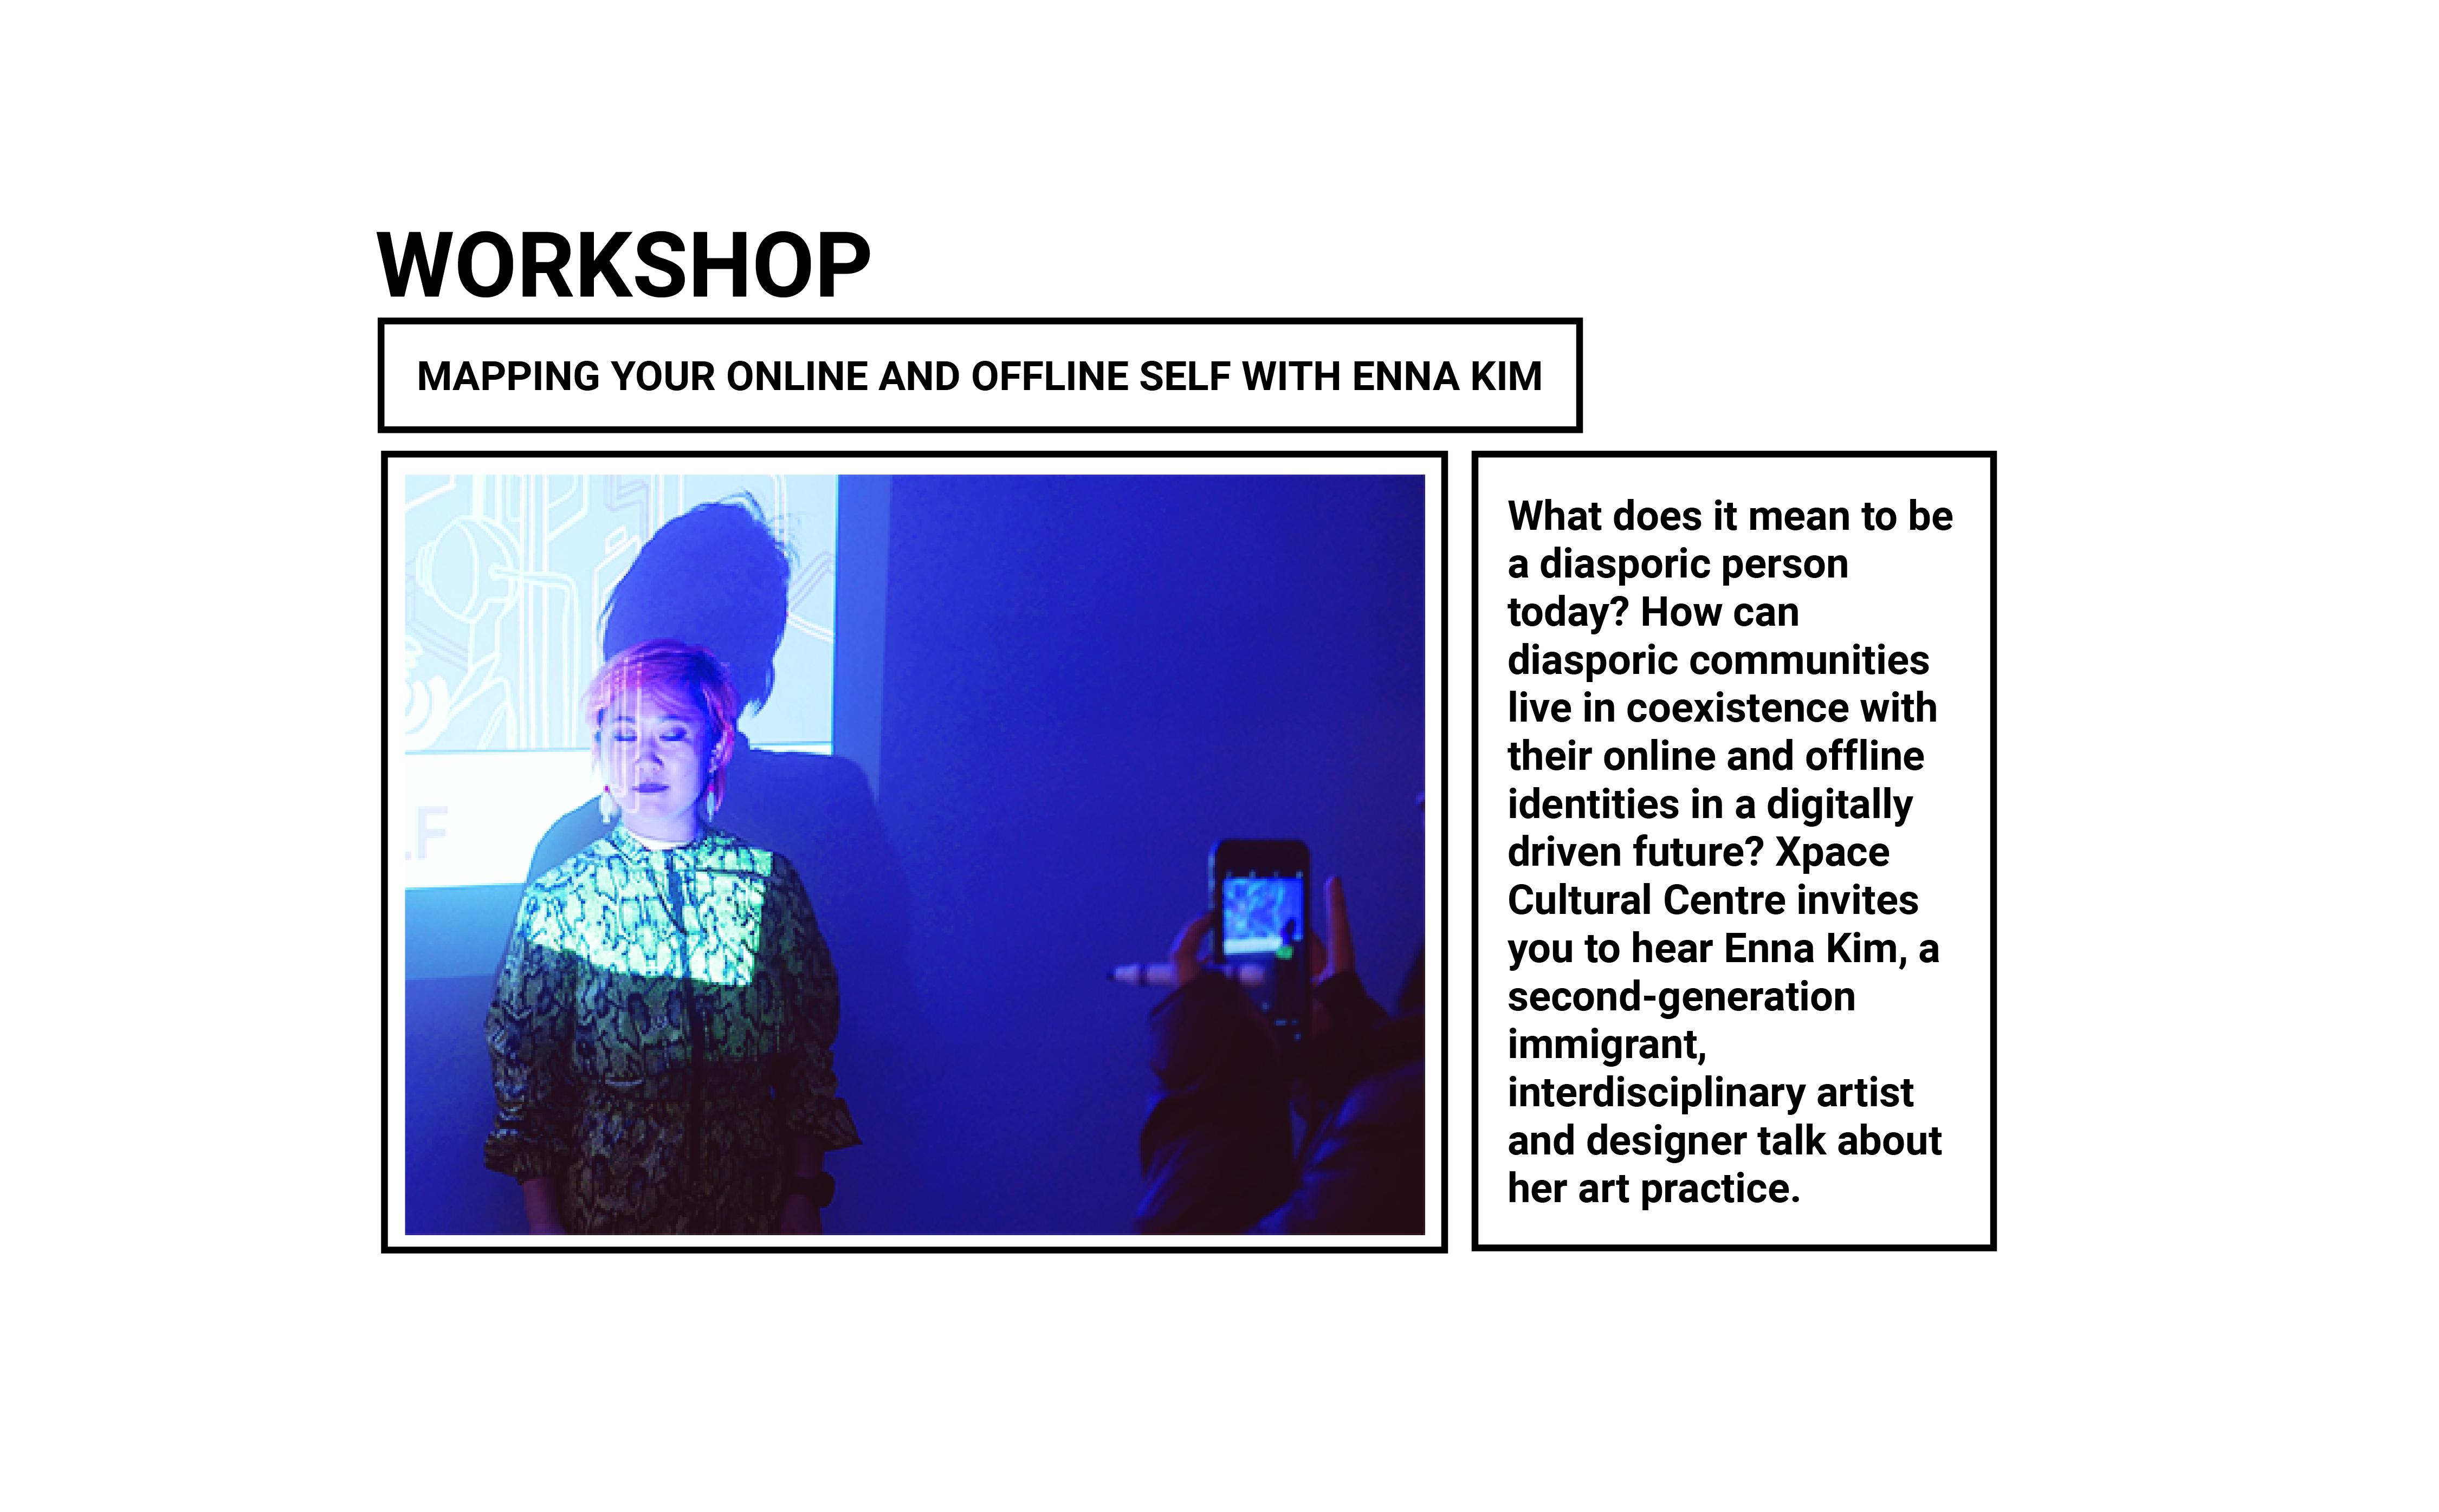 WORKSHOP
MAPPING YOUR ONLINE AND OFFLINE SELF WITH ENNA KIM
LF
What does it mean to be
a diasporic person
today? How can
diasporic communities
live in coexistence with
their online and offline
identities in a digitally
driven future? Xpace
Cultural Centre invites
you to hear Enna Kim, a
second-generation
immigrant,
interdisciplinary artist
and designer talk about
her art practice.